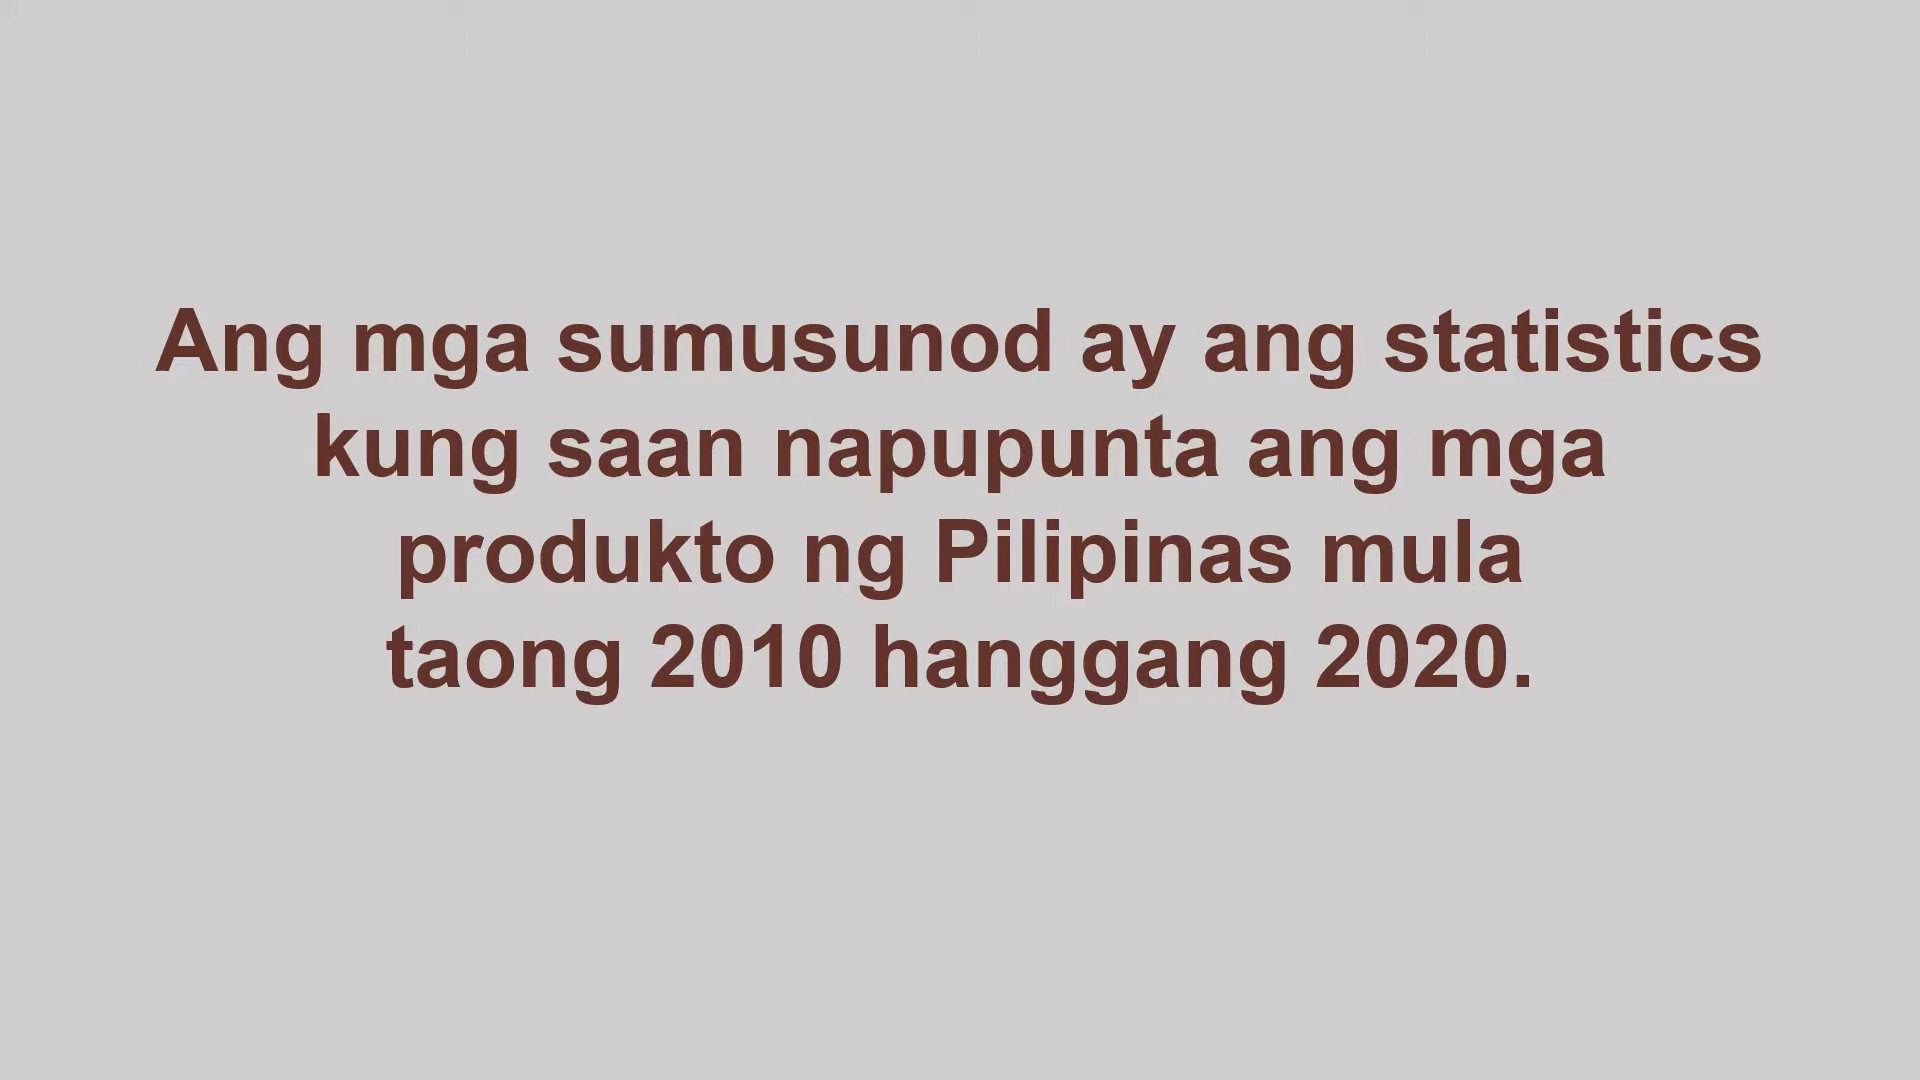 Ang mga sumusunod ay ang statistics
kung saan napupunta ang mga
produkto ng Pilipinas mula
taong 2010 hanggang 2020.